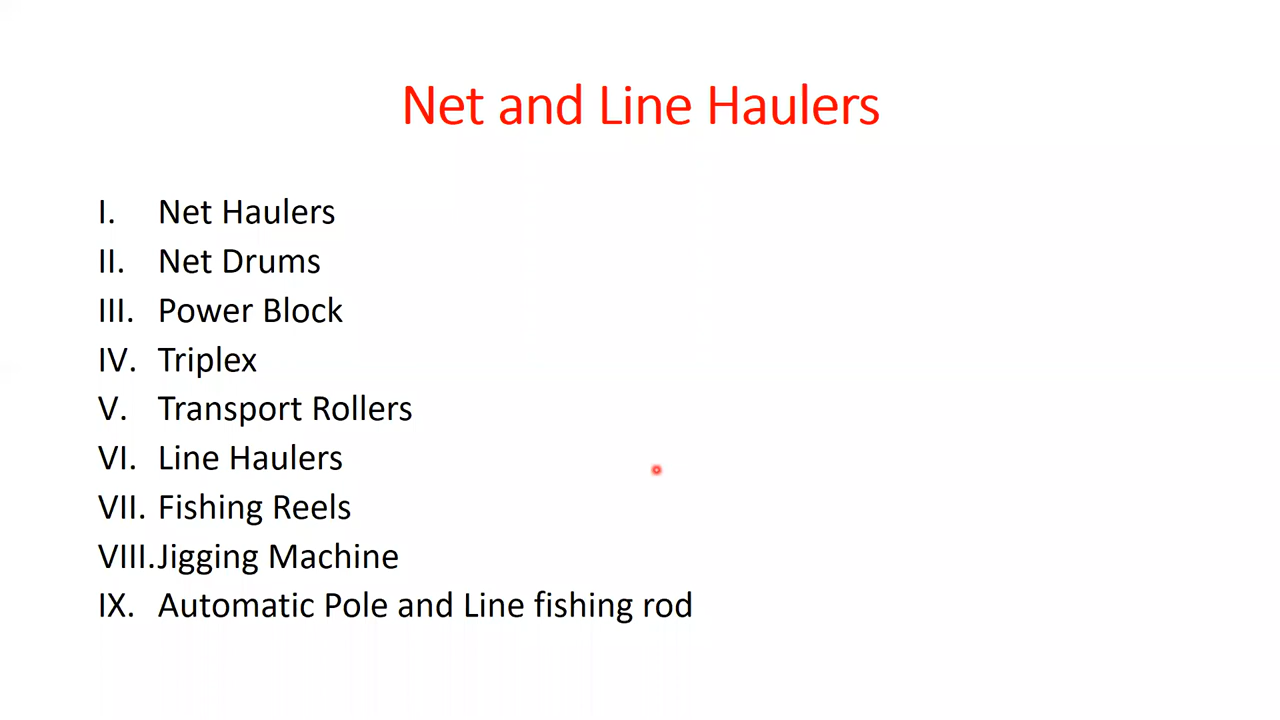 Net and Line Haulers
I. Net Haulers
II. Net Drums
III. Power Block
IV. Triplex
V. Transport Rollers
VI. Line Haulers
VII. Fishing Reels
VIII.Jigging Machine
IX. Automatic Pole and Line fishing rod